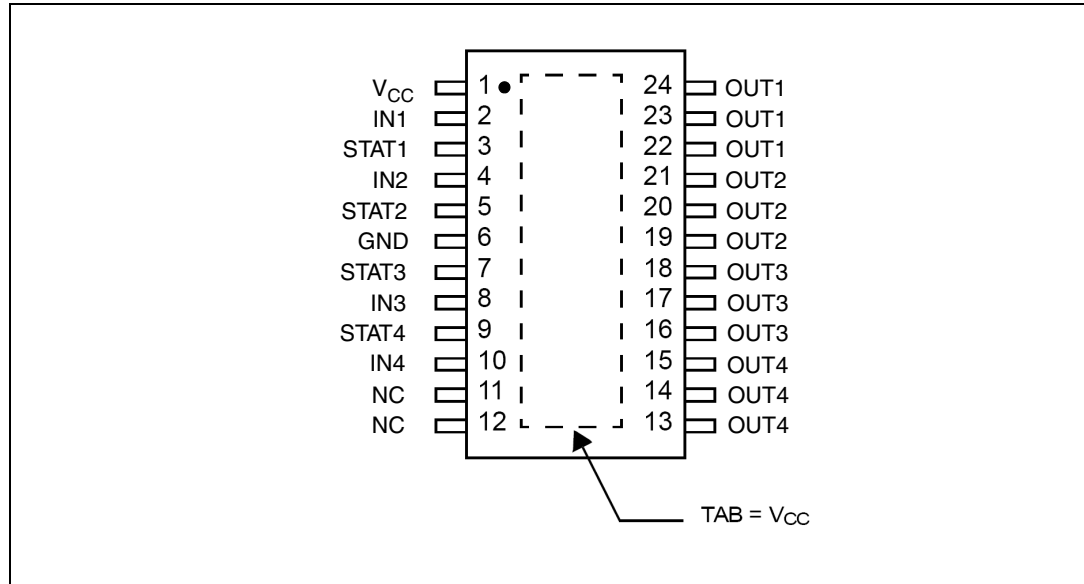 VCC 1 24 OUT1
IN1 2 23 OUT1
STAT1 3 22 OUT1
IN2 4 21 OUT2
STAT2 5 20 OUT2
GND 6 19 OUT2
STAT3 7 18 OUT3
IN3 8 17 OUT3
STAT4 9 16 OUT3
IN4 10 15 OUT4
NC 11 14 OUT4
NC 12 13 OUT4
TAB = VCC